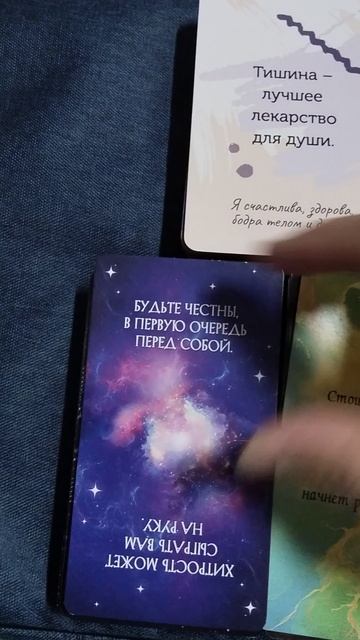 Тишина –
лучшее
лекарство
для души.
Я счастлива, здорова,
бодра телом и
БУДЬТЕ ЧЕСТНЫ,
В ПЕРВУЮ ОЧЕРЕДЬ
ПЕРЕД СОБОЙ.
ХИТРОСТЬ МОЖЕТ
СЫГРАТЬ ВАМ
НА РУКУ.
начнет